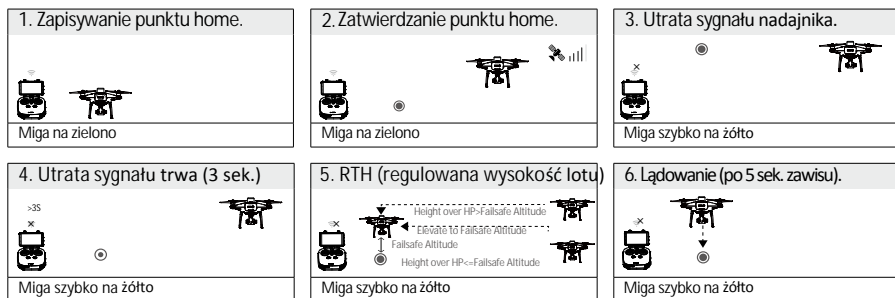 1. Zapisywanie punktu home.
Miga na zielono
2. Zatwierdzanie punktu home.
Miga na zielono
3. Utrata sygnału nadajnika.
Miga szybko na żółto
4. Utrata sygnału trwa (3 sek.)
>3S
Miga szybko na żółto
5. RTH (regulowana wysokość lotu)
Height over HP>Failsafe Altitude
Elevate to Failsafe Altitude
Failsafe Altitude
Height over HP<=Failsafe Altitude
Miga szybko na żółto
6. Lądowanie (po 5 sek. zawisu).
Miga szybko na żółto